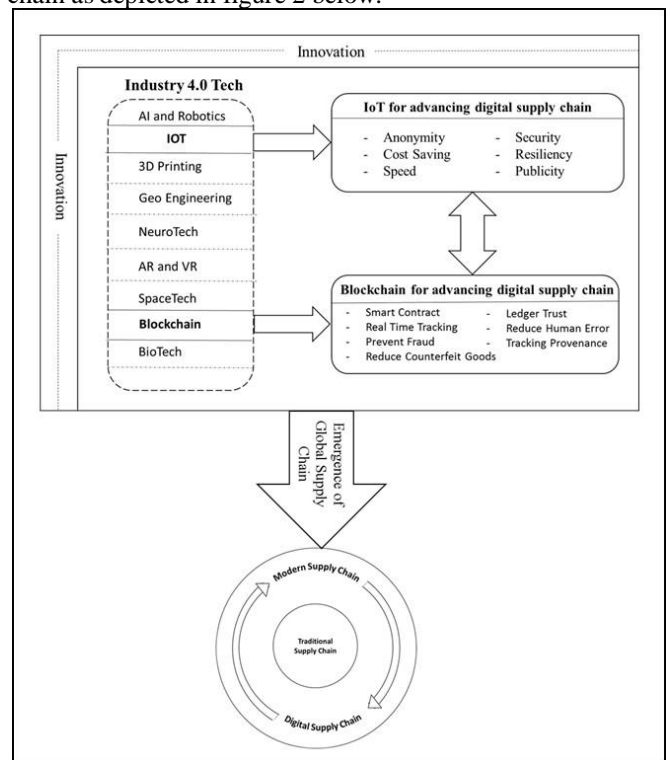 chain as depicted in figure 2 below.
Innovation
Innovation
Industry 4.0 Tech
AI and Robotics
IOT
3D Printing
Geo Engineering
NeuroTech
AR and VR
SpaceTech
Blockchain
BioTech
IoT for advancing digital supply chain
- Anonymity
- Cost Saving
- Speed
- Security
- Resiliency
- Publicity
Blockchain for advancing digital supply chain
- Smart Contract
- Real Time Tracking
- Prevent Fraud
- Reduce Counterfeit Goods
- Ledger Trust
- Reduce Human Error
- Tracking Provenance
Emergence of
Global Supply
Chain
Modern Supply Chain
Traditional
Supply Chain
Digital Supply Chain